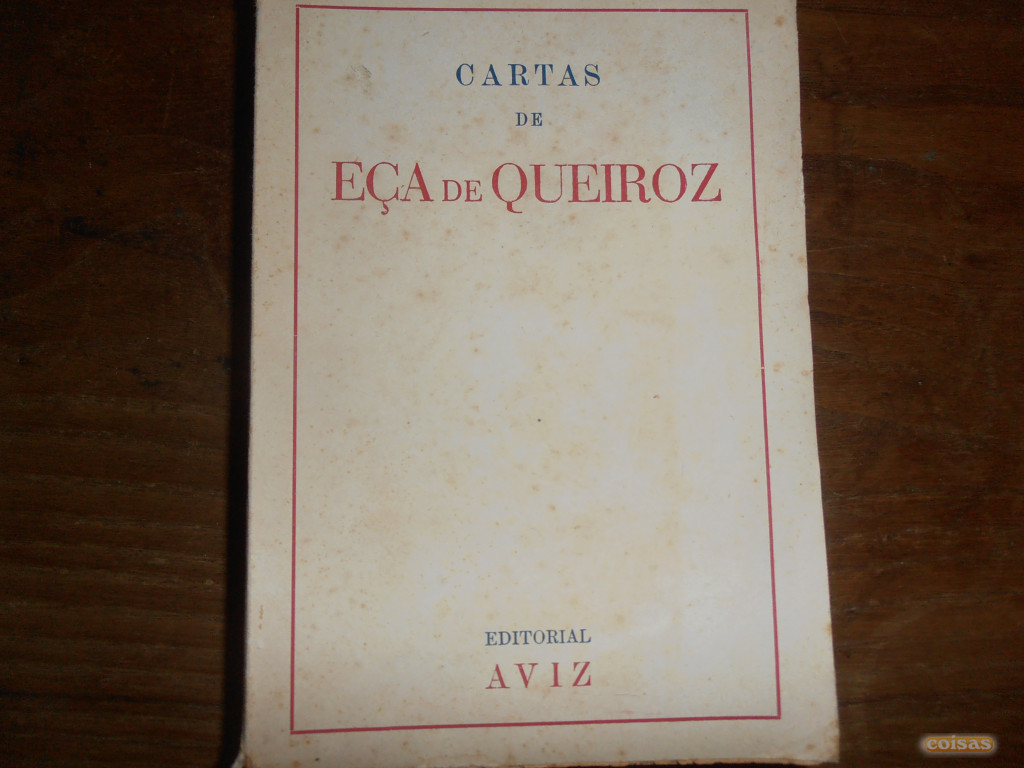 CARTAS
DE
EÇA DE QUEIROZ
EDITORIAL
AVIZ
coisas